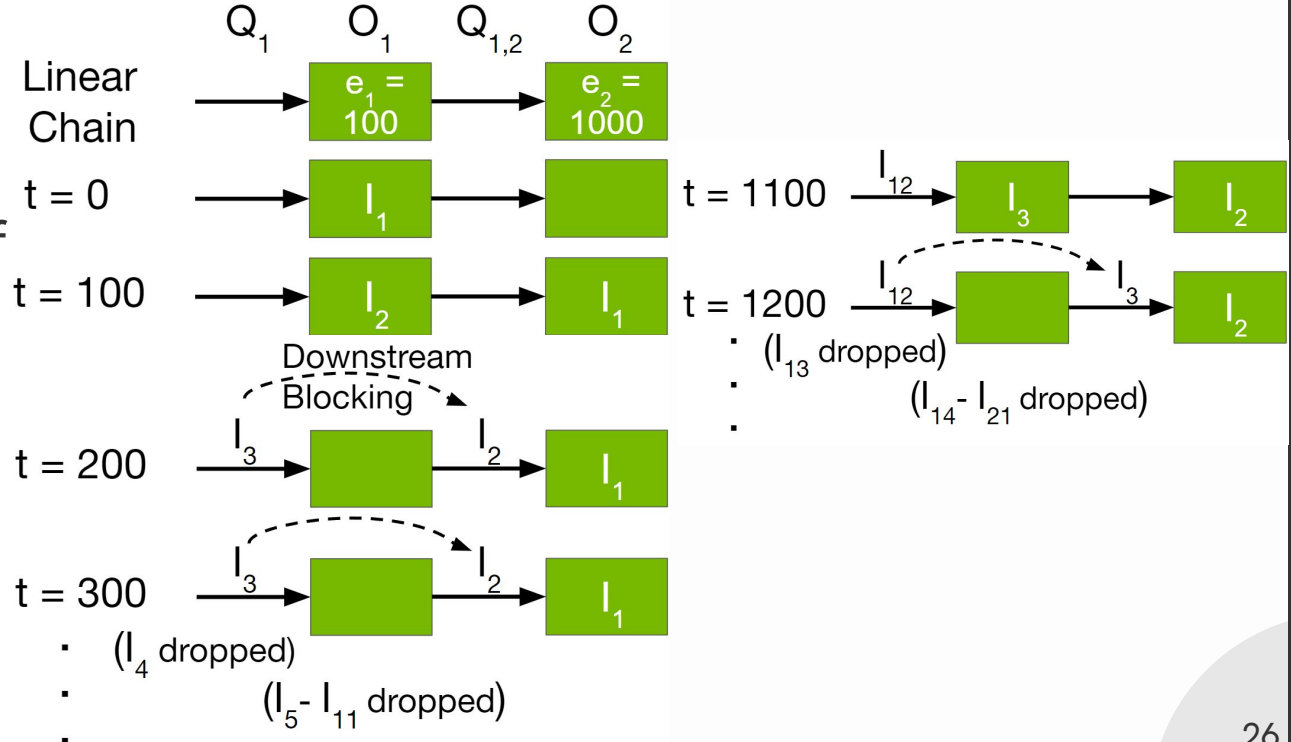 Q₁ O₁ Q₁,₂ O₂
Linear
Chain
e₁ =
100
e₂ =
1000
t = 0
I₁
t = 100
I₂
I₁
Downstream
Blocking
t = 200
I₃
I₂
I₁
t = 300
I₃
I₂
I₁
.
(I₄ dropped)
.
(I₅- I₁₁ dropped)
.
t = 1100
I₁₂
I₃
I₂
t = 1200
I₁₂
I₃
I₂
.
(I₁₃ dropped)
.
(I₁₄- I₂₁ dropped)
.
26